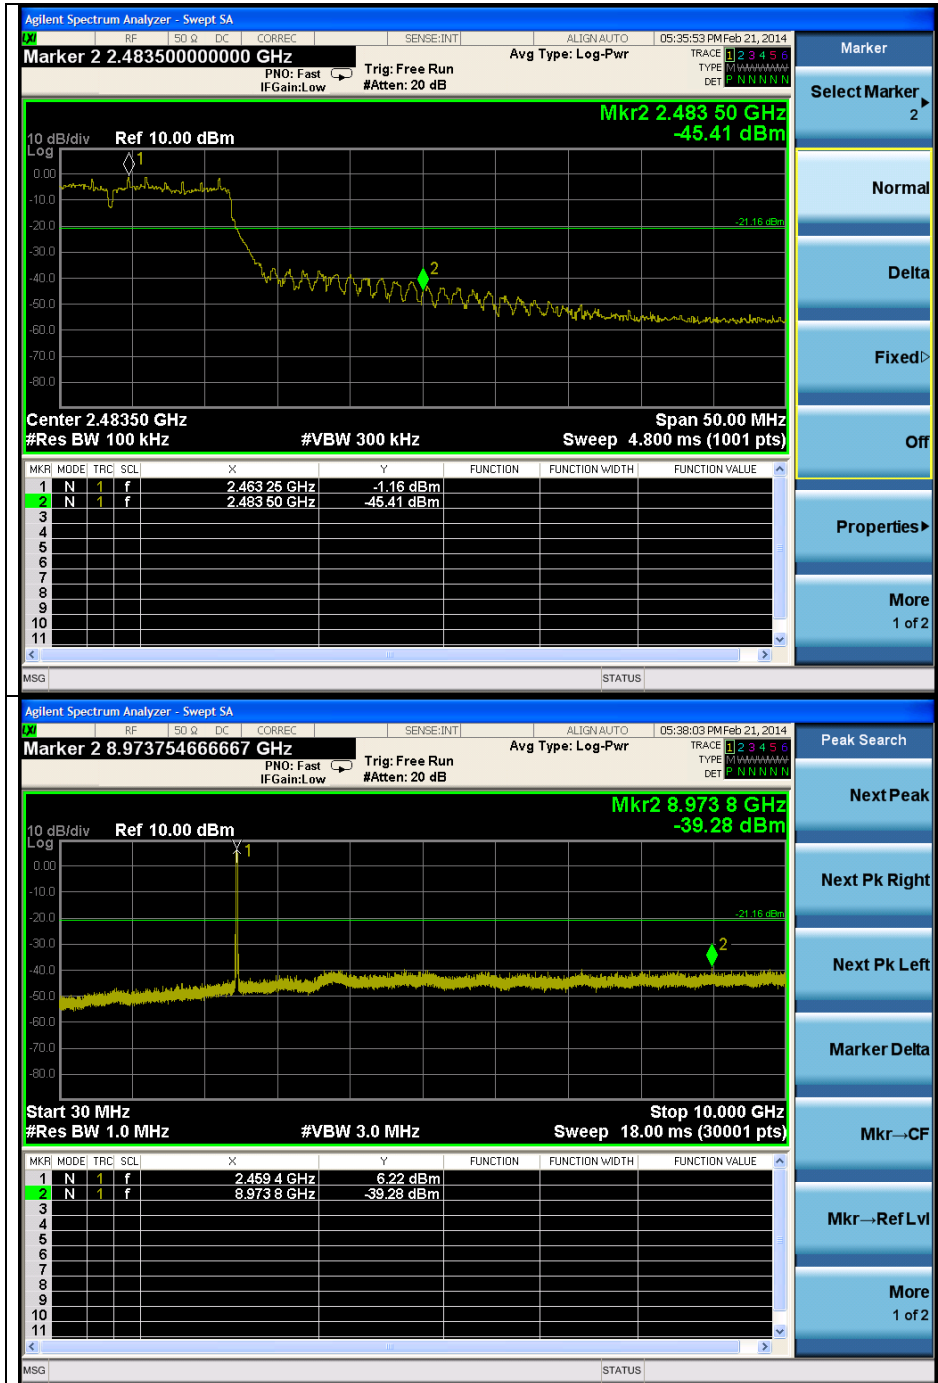 Agilent Spectrum Analyzer - Swept SA
LXI RF 50 Ω DC CORREC SENSE:INT ALIGN AUTO 05:35:53 PM Feb 21, 2014
Marker 2 2.483500000000 GHz
PNO: Fast
IFGain:Low
Trig: Free Run
#Atten: 20 dB
Avg Type: Log-Pwr
TRACE 1 2 3 4 5 6
TYPE M WWWWW
DET P N N N N N
Mkr2 2.483 50 GHz
-45.41 dBm
10 dB/div Ref 10.00 dBm
Log
1
0.00
-10.0
-20.0
-21.16 dBm
-30.0
2
-40.0
-50.0
-60.0
-70.0
-80.0
Center 2.48350 GHz Span 50.00 MHz
#Res BW 100 kHz #VBW 300 kHz Sweep 4.800 ms (1001 pts)
MKR MODE TRC SCL X Y FUNCTION FUNCTION WIDTH FUNCTION VALUE
1 N 1 f 2.463 25 GHz -1.16 dBm
2 N 1 f 2.483 50 GHz -45.41 dBm
3
4
5
6
7
8
9
10
11
MSG STATUS
Marker
Select Marker
2
Normal
Delta
Fixed
Off
Properties
More
1 of 2
Agilent Spectrum Analyzer - Swept SA
LXI RF 50 Ω DC CORREC SENSE:INT ALIGN AUTO 05:38:03 PM Feb 21, 2014
Marker 2 8.973754666667 GHz
PNO: Fast
IFGain:Low
Trig: Free Run
#Atten: 20 dB
Avg Type: Log-Pwr
TRACE 1 2 3 4 5 6
TYPE M WWWWW
DET P N N N N N
Mkr2 8.973 8 GHz
-39.28 dBm
10 dB/div Ref 10.00 dBm
Log
1
0.00
-10.0
-20.0
-21.16 dBm
-30.0
2
-40.0
-50.0
-60.0
-70.0
-80.0
Start 30 MHz Stop 10.000 GHz
#Res BW 1.0 MHz #VBW 3.0 MHz Sweep 18.00 ms (30001 pts)
MKR MODE TRC SCL X Y FUNCTION FUNCTION WIDTH FUNCTION VALUE
1 N 1 f 2.459 4 GHz 6.22 dBm
2 N 1 f 8.973 8 GHz -39.28 dBm
3
4
5
6
7
8
9
10
11
MSG STATUS
Peak Search
Next Peak
Next Pk Right
Next Pk Left
Marker Delta
Mkr→CF
Mkr→Ref Lvl
More
1 of 2